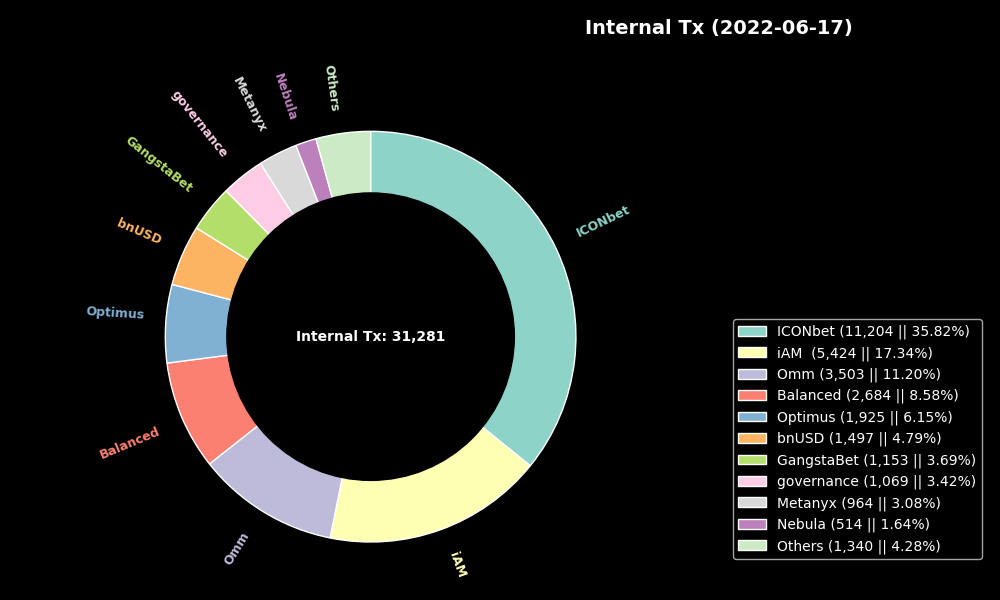 Internal Tx (2022-06-17)
Others
Nebula
Metanyx
governance
GangstaBet
bnUSD
Optimus
Balanced
Omm
iAM
ICONbet
Internal Tx: 31,281
ICONbet (11,204 || 35.82%)
iAM  (5,424 || 17.34%)
Omm (3,503 || 11.20%)
Balanced (2,684 || 8.58%)
Optimus (1,925 || 6.15%)
bnUSD (1,497 || 4.79%)
GangstaBet (1,153 || 3.69%)
governance (1,069 || 3.42%)
Metanyx (964 || 3.08%)
Nebula (514 || 1.64%)
Others (1,340 || 4.28%)